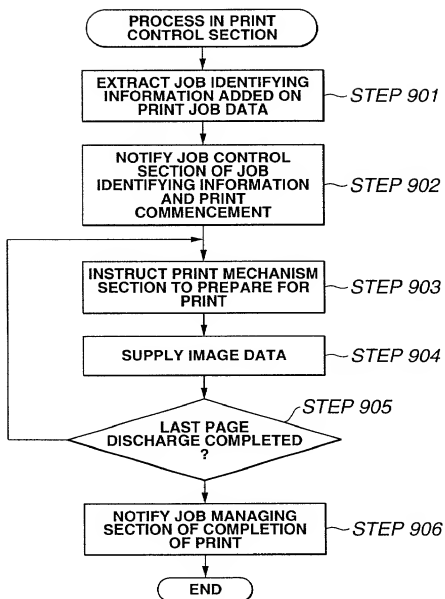 PROCESS IN PRINT
CONTROL SECTION
EXTRACT JOB IDENTIFYING
INFORMATION ADDED ON
PRINT JOB DATA
STEP 901
NOTIFY JOB CONTROL
SECTION OF JOB
IDENTIFYING INFORMATION
AND PRINT
COMMENCEMENT
STEP 902
INSTRUCT PRINT MECHANISM
SECTION TO PREPARE FOR
PRINT
STEP 903
SUPPLY IMAGE DATA
STEP 904
STEP 905
LAST PAGE
DISCHARGE COMPLETED
?
NOTIFY JOB MANAGING
SECTION OF COMPLETION
OF PRINT
STEP 906
END